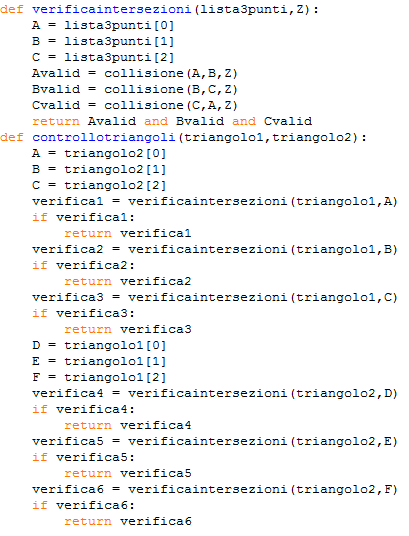 def verificaintersezioni(lista3punti,Z):
    A = lista3punti[0]
    B = lista3punti[1]
    C = lista3punti[2]
    Avalid = collisione(A,B,Z)
    Bvalid = collisione(B,C,Z)
    Cvalid = collisione(C,A,Z)
    return Avalid and Bvalid and Cvalid
def controllotriangoli(triangolo1,triangolo2):
    A = triangolo2[0]
    B = triangolo2[1]
    C = triangolo2[2]
    verifica1 = verificaintersezioni(triangolo1,A)
    if verifica1:
        return verifica1
    verifica2 = verificaintersezioni(triangolo1,B)
    if verifica2:
        return verifica2
    verifica3 = verificaintersezioni(triangolo1,C)
    if verifica3:
        return verifica3
    D = triangolo1[0]
    E = triangolo1[1]
    F = triangolo1[2]
    verifica4 = verificaintersezioni(triangolo2,D)
    if verifica4:
        return verifica4
    verifica5 = verificaintersezioni(triangolo2,E)
    if verifica5:
        return verifica5
    verifica6 = verificaintersezioni(triangolo2,F)
    if verifica6:
        return verifica6